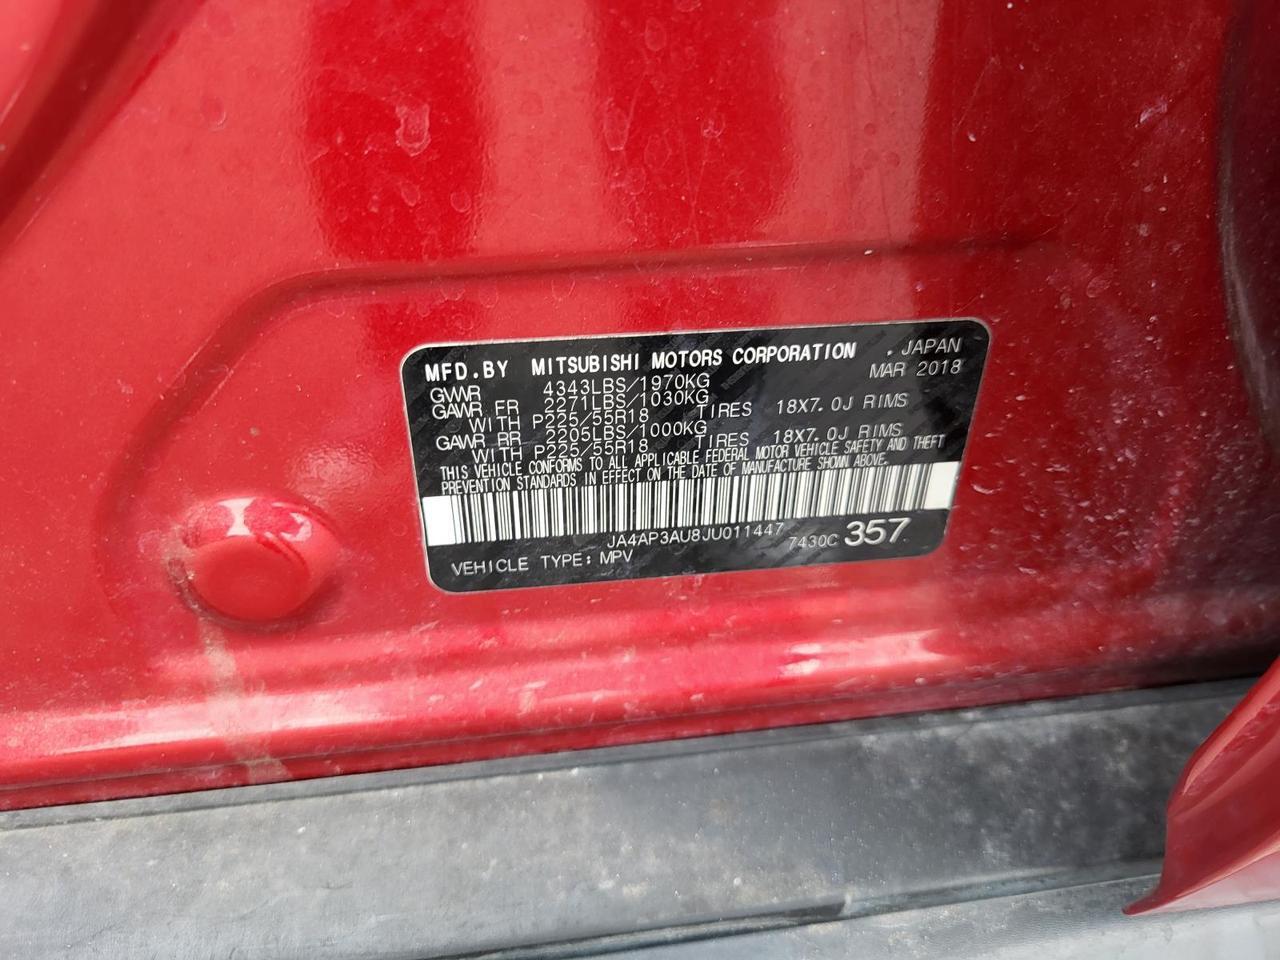 MFD.BY MITSUBISHI MOTORS CORPORATION . JAPAN
GVWR 4343LBS/1970KG MAR 2018
GAWR FR 2271LBS/1030KG
WITH P225/55R18 TIRES 18X7.0J RIMS
GAWR RR 2205LBS/1000KG
WITH P225/55R18 TIRES 18X7.0J RIMS
THIS VEHICLE CONFORMS TO ALL APPLICABLE FEDERAL MOTOR VEHICLE SAFETY AND THEFT
PREVENTION STANDARDS IN EFFECT ON THE DATE OF MANUFACTURE SHOWN ABOVE.
JA4AP3AU8JU011447 7430C 357
VEHICLE TYPE: MPV